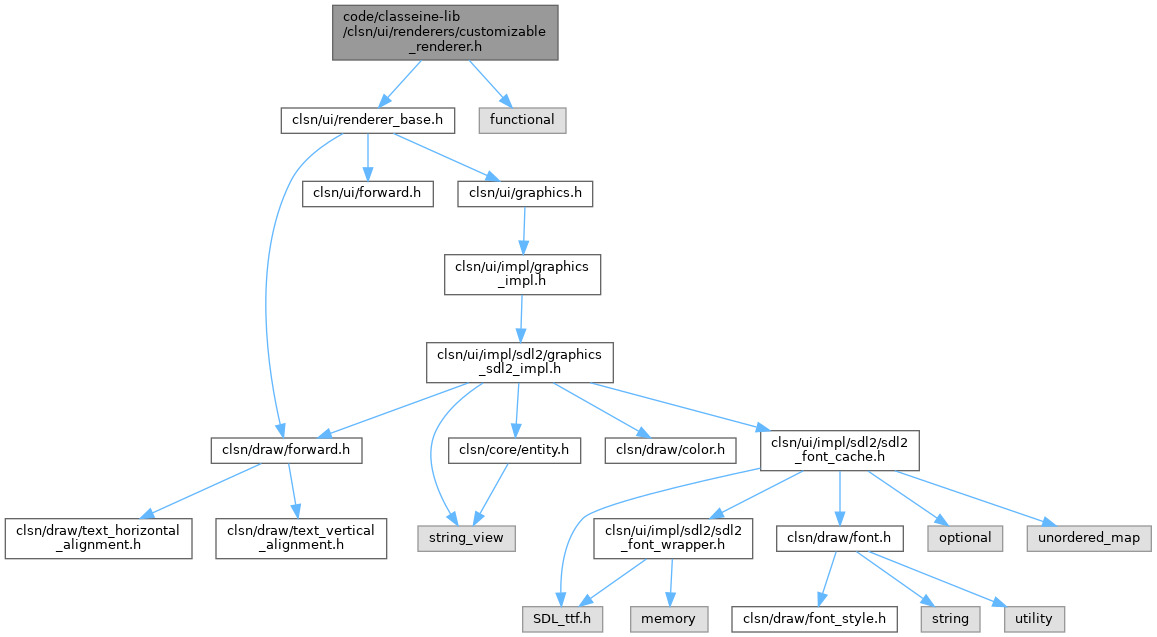 code/classeine-lib
/clsn/ui/renderers/customizable
_renderer.h
clsn/ui/renderer_base.h
functional
clsn/ui/forward.h
clsn/ui/graphics.h
clsn/ui/impl/graphics
_impl.h
clsn/ui/impl/sdl2/graphics
_sdl2_impl.h
clsn/draw/forward.h
clsn/core/entity.h
clsn/draw/color.h
clsn/ui/impl/sdl2/sdl2
_font_cache.h
clsn/draw/text_horizontal
_alignment.h
clsn/draw/text_vertical
_alignment.h
string_view
clsn/ui/impl/sdl2/sdl2
_font_wrapper.h
clsn/draw/font.h
optional
unordered_map
SDL_ttf.h
memory
clsn/draw/font_style.h
string
utility